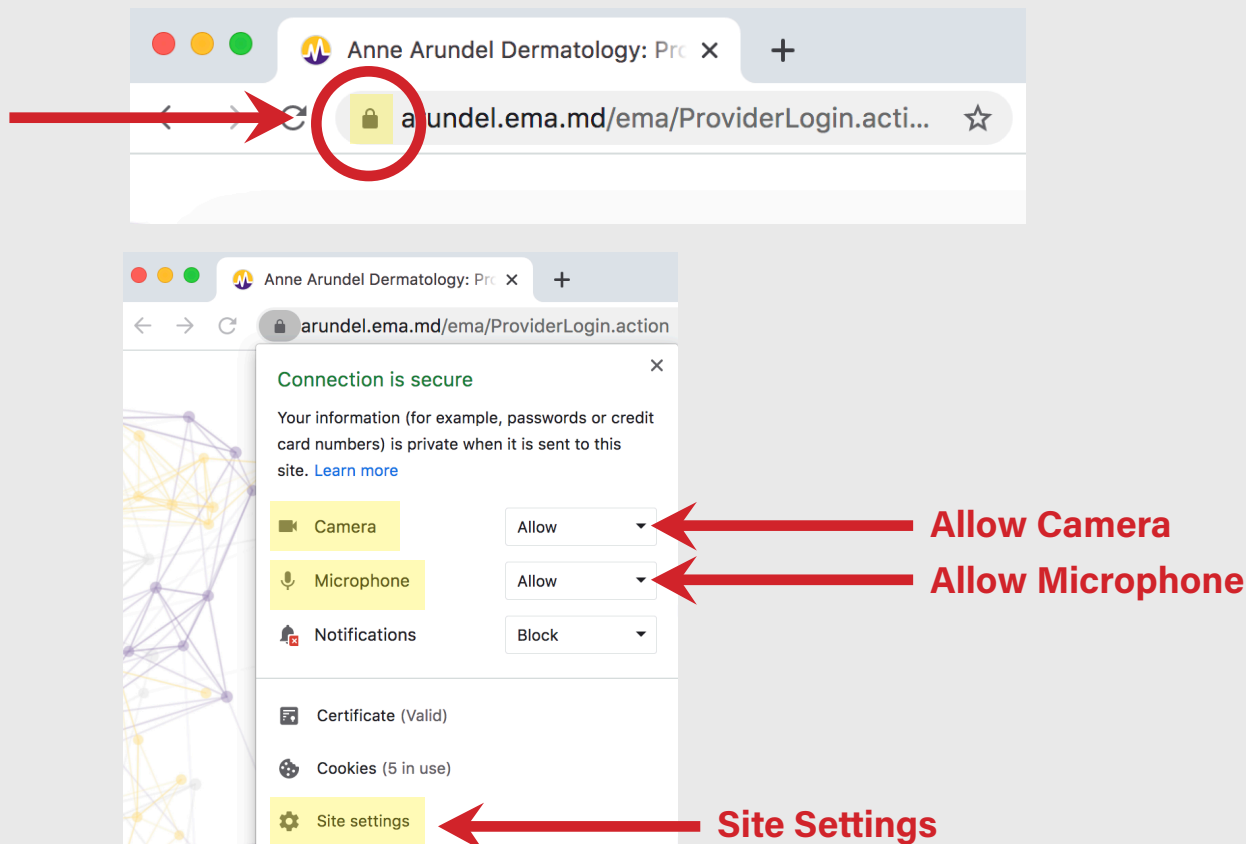 Anne Arundel Dermatology: Pro
arundel.ema.md/ema/ProviderLogin.acti...
Anne Arundel Dermatology: Pro
arundel.ema.md/ema/ProviderLogin.action
Connection is secure
Your information (for example, passwords or credit
card numbers) is private when it is sent to this
site. Learn more
Camera Allow Allow Camera
Microphone Allow Allow Microphone
Notifications Block
Certificate (Valid)
Cookies (5 in use)
Site settings Site Settings